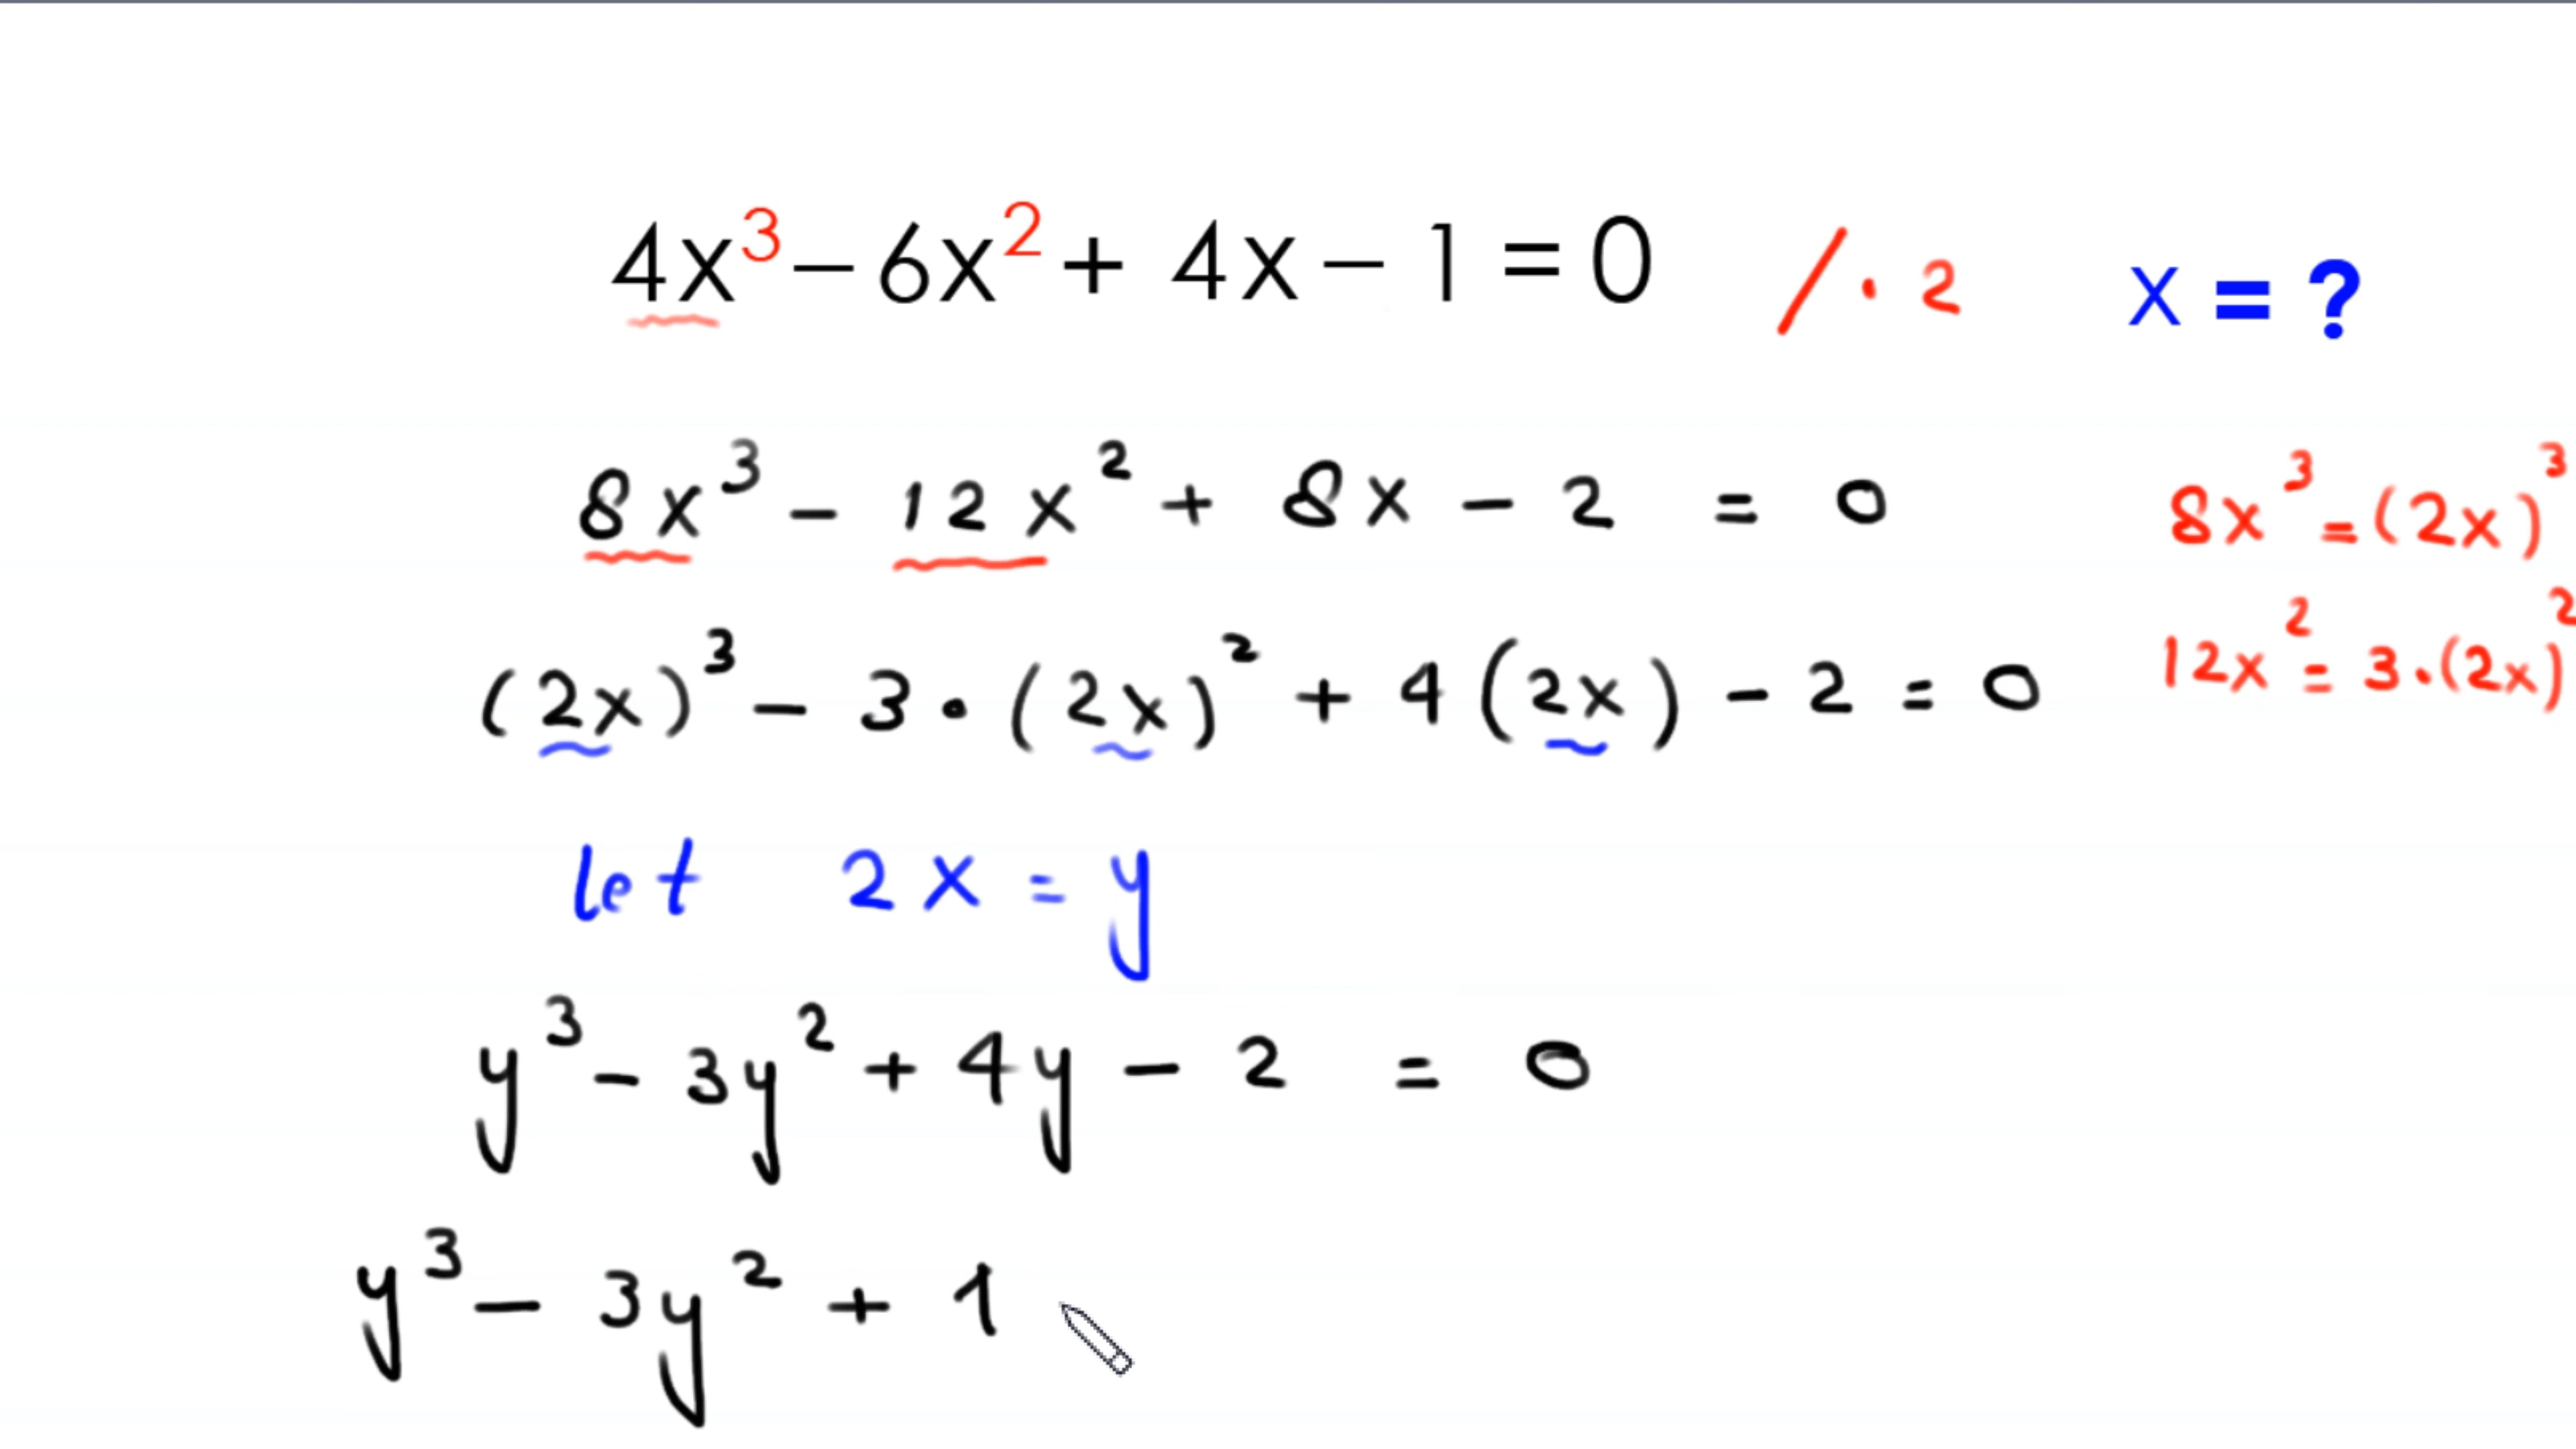 4x³ − 6x² + 4x − 1 = 0 / · 2 x = ?
8x³ − 12x² + 8x − 2 = 0 8x³ = (2x)³
(2x)³ − 3 · (2x)² + 4(2x) − 2 = 0 12x² = 3 · (2x)²
let 2x = y
y³ − 3y² + 4y − 2 = 0
y³ − 3y² + 1